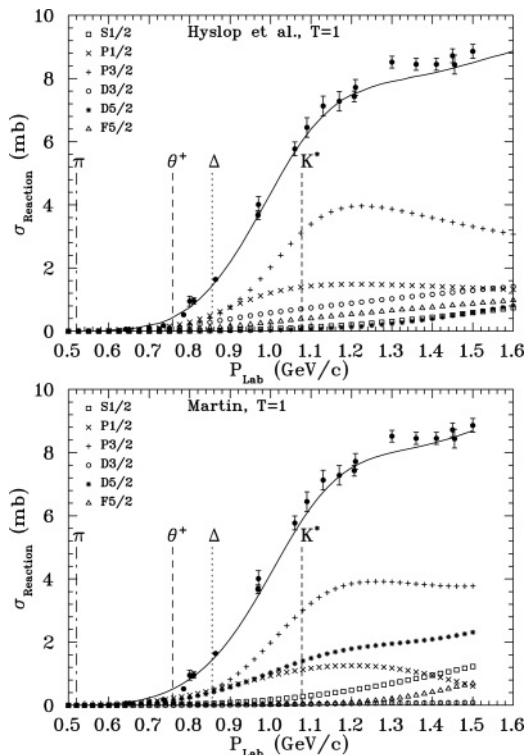 Hyslop et al., T=1
S1/2
P1/2
P3/2
D3/2
D5/2
F5/2
π
θ+
Δ
K*
σReaction (mb)
10
8
6
4
2
0
0.5 0.6 0.7 0.8 0.9 1.0 1.1 1.2 1.3 1.4 1.5 1.6
PLab (GeV/c)
Martin, T=1
S1/2
P1/2
P3/2
D3/2
D5/2
F5/2
π
θ+
Δ
K*
σReaction (mb)
10
8
6
4
2
0
0.5 0.6 0.7 0.8 0.9 1.0 1.1 1.2 1.3 1.4 1.5 1.6
PLab (GeV/c)